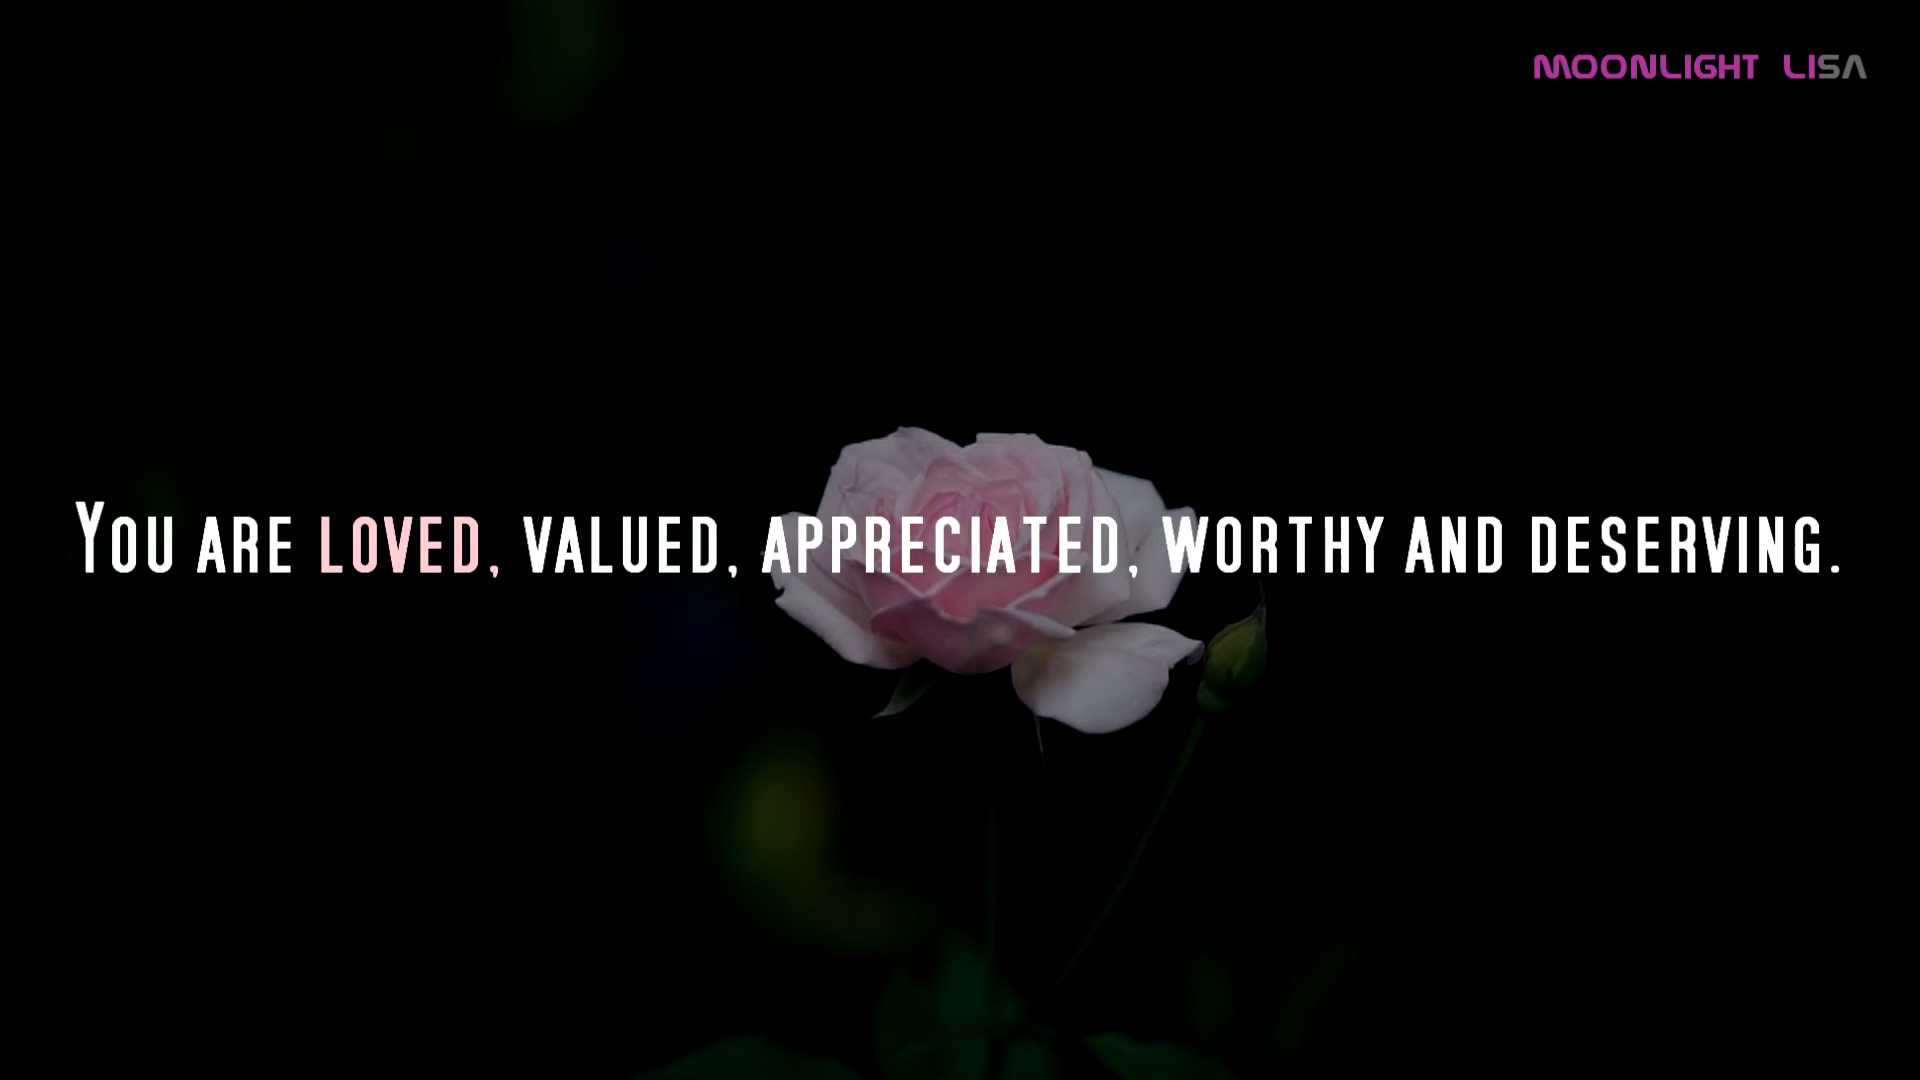 MOONLIGHT LISA
You are loved, valued, appreciated, worthy and deserving.